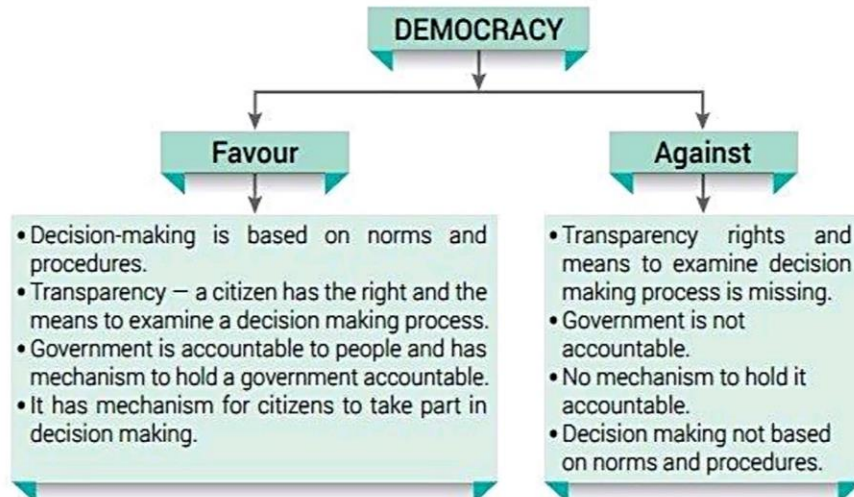 DEMOCRACY
Favour
• Decision-making is based on norms and
procedures.
• Transparency – a citizen has the right and the
means to examine a decision making process.
• Government is accountable to people and has
mechanism to hold a government accountable.
• It has mechanism for citizens to take part in
decision making.
Against
• Transparency rights and
means to examine decision
making process is missing.
• Government is not
accountable.
• No mechanism to hold it
accountable.
• Decision making not based
on norms and procedures.